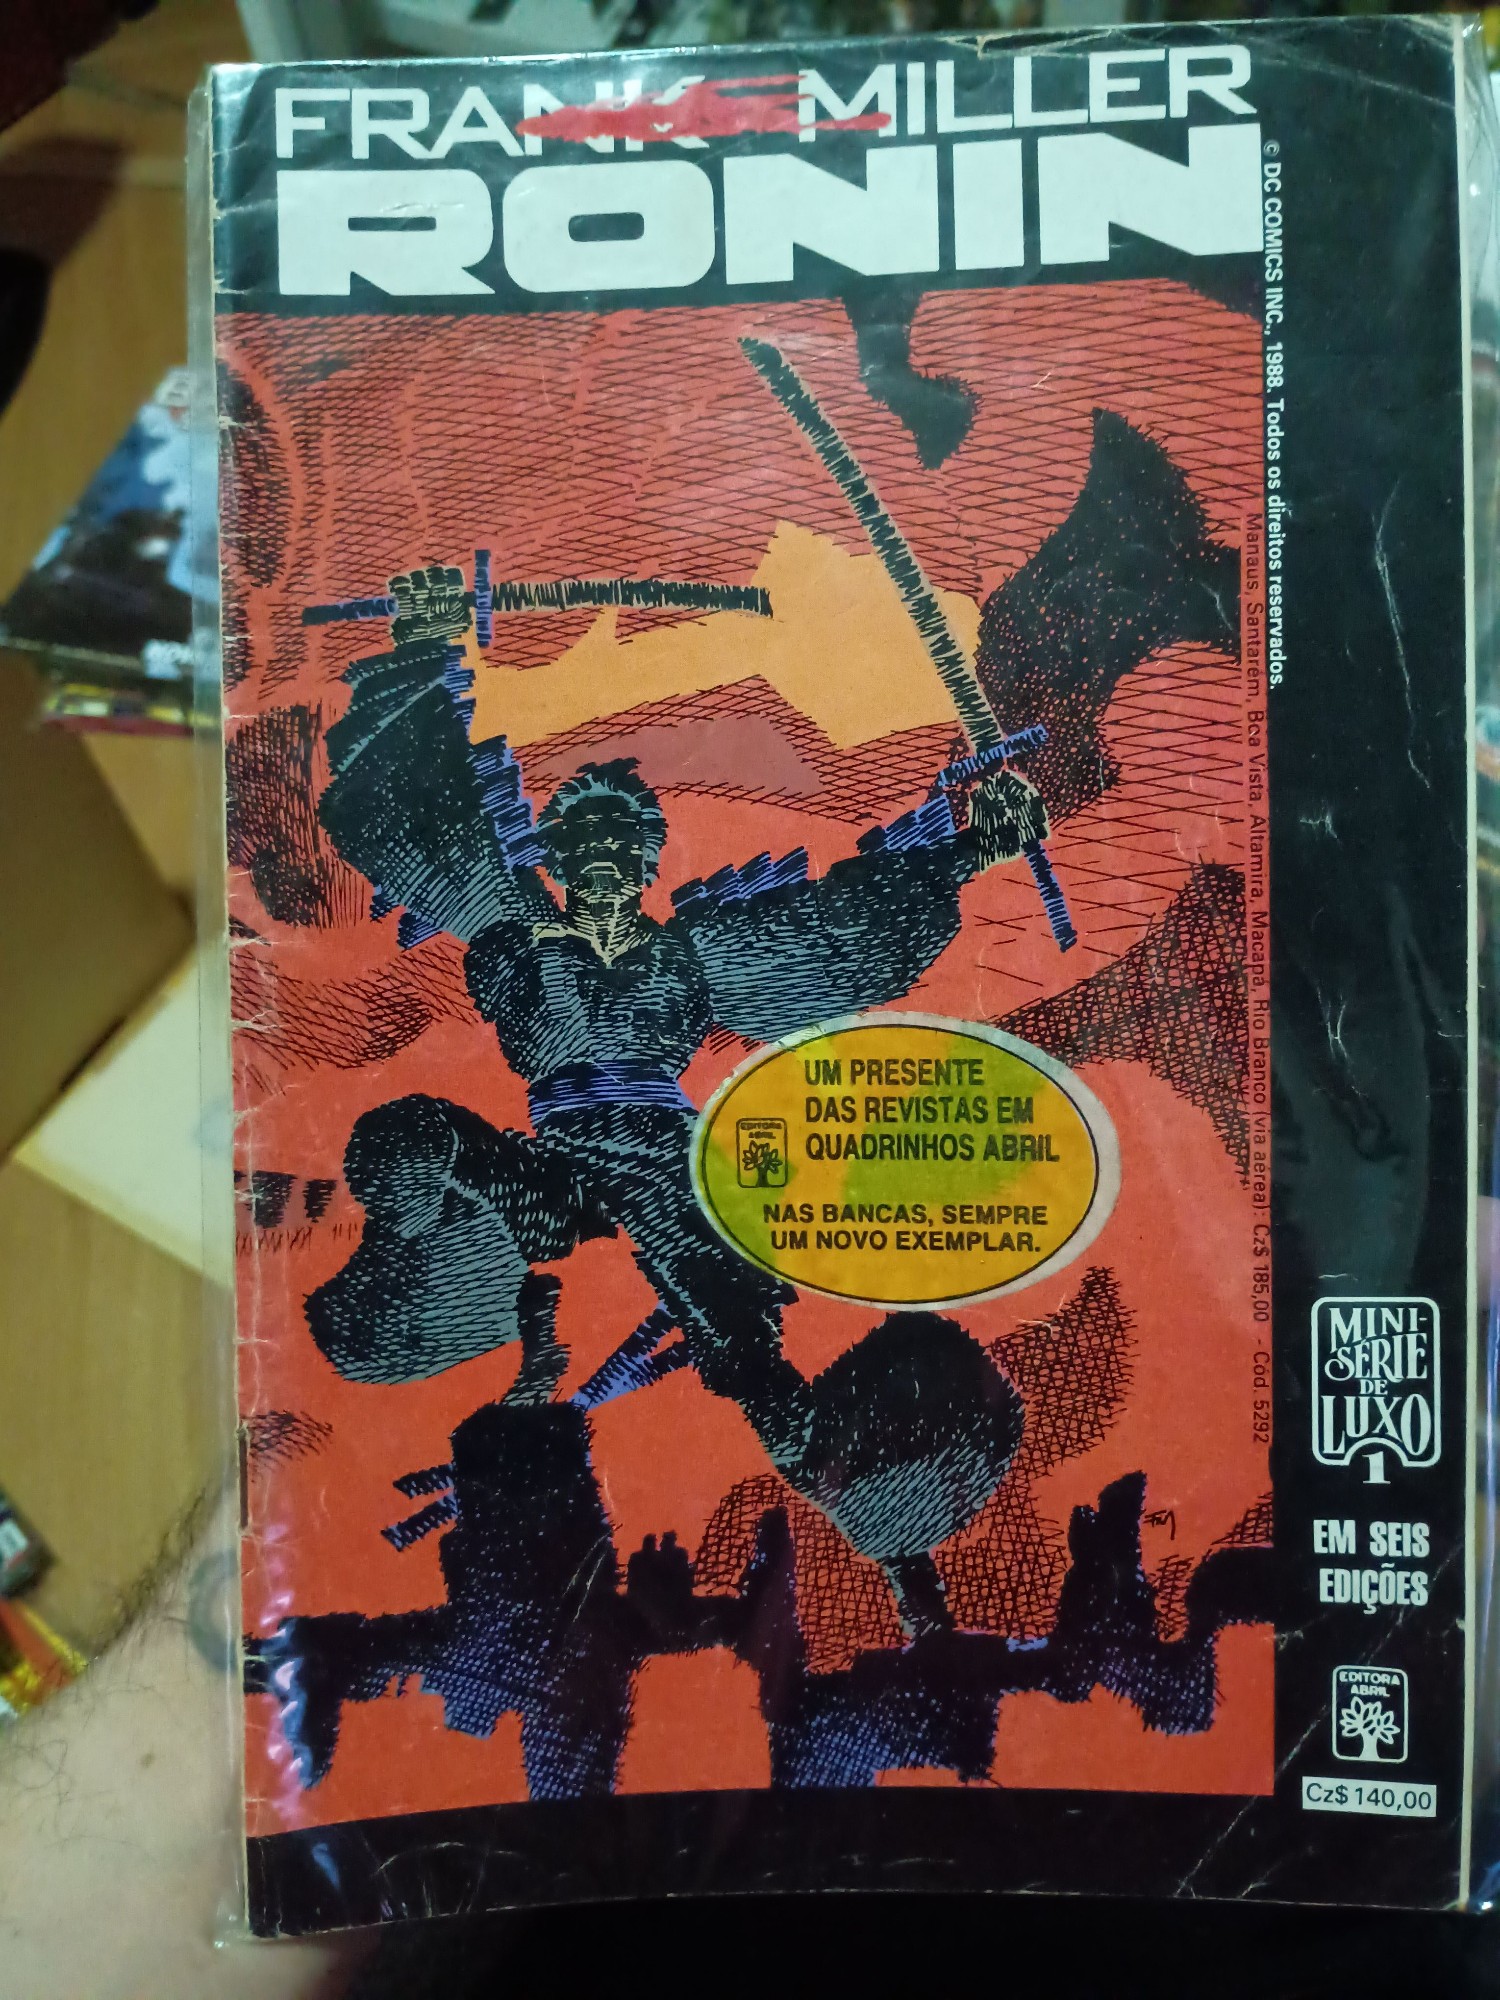 FRANK MILLER
RONIN
© DC COMICS INC., 1988. Todos os direitos reservados.
Manaus, Santarém, Boa Vista, Altamira, Macapá, Rio Branco (via aérea): Cz$ 185,00 - Cód. 5292
UM PRESENTE
DAS REVISTAS EM
QUADRINHOS ABRIL
EDITORA
ABRIL
NAS BANCAS, SEMPRE
UM NOVO EXEMPLAR.
MINI-
SÉRIE
DE
LUXO
1
EM SEIS
EDIÇÕES
EDITORA
ABRIL
Cz$ 140,00